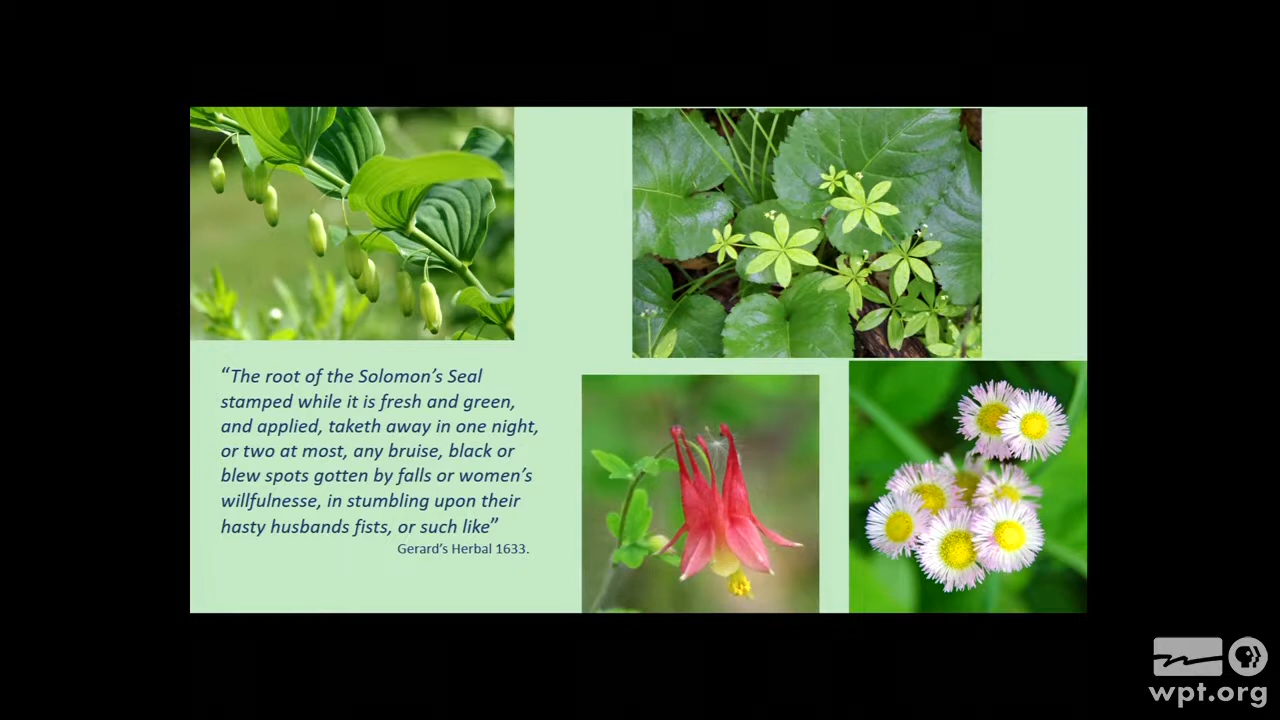 “The root of the Solomon’s Seal
stamped while it is fresh and green,
and applied, taketh away in one night,
or two at most, any bruise, black or
blew spots gotten by falls or women’s
willfulnesse, in stumbling upon their
hasty husbands fists, or such like”
Gerard’s Herbal 1633.
wpt.org